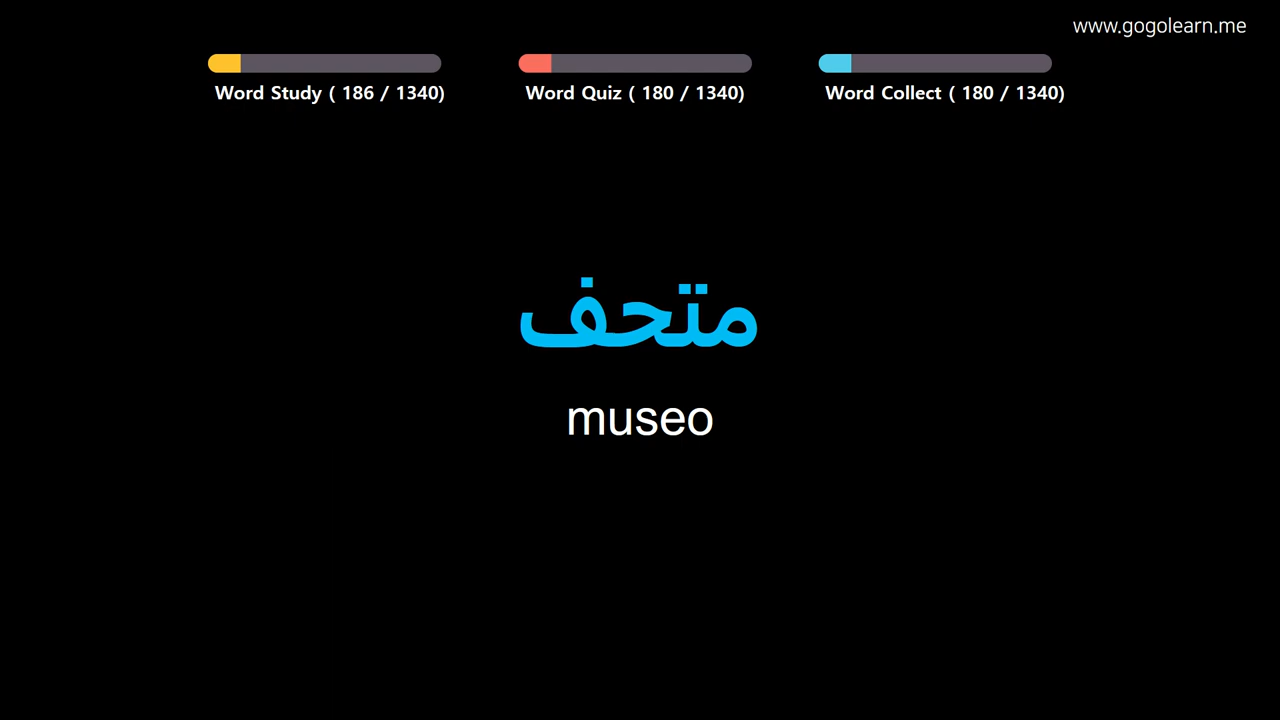 www.gogolearn.me
Word Study ( 186 / 1340)
Word Quiz ( 180 / 1340)
Word Collect ( 180 / 1340)
متحف
museo